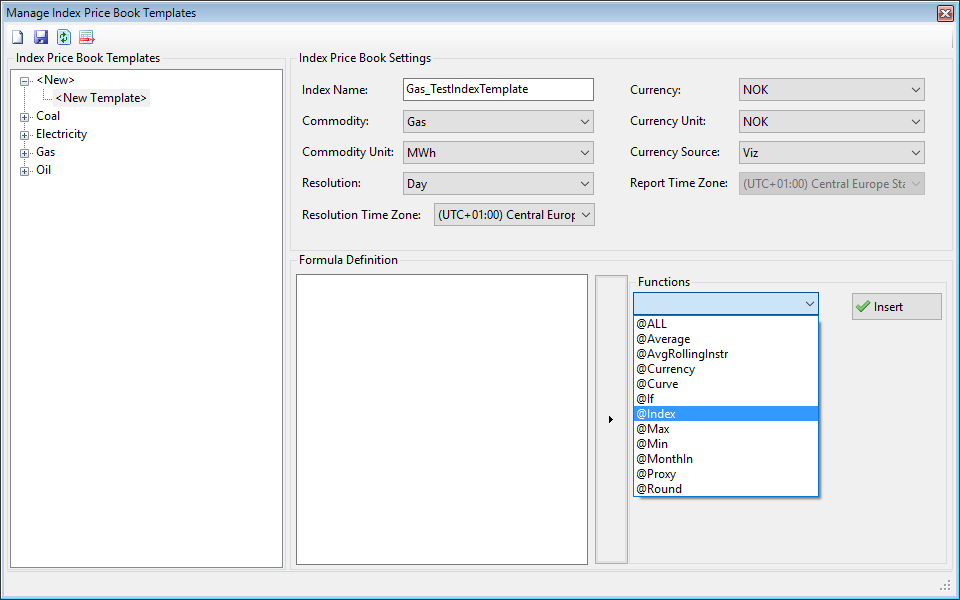 Manage Index Price Book Templates
Index Price Book Templates
<New>
<New Template>
Coal
Electricity
Gas
Oil
Index Price Book Settings
Index Name: Gas_TestIndexTemplate
Commodity: Gas
Commodity Unit: MWh
Resolution: Day
Resolution Time Zone: (UTC+01:00) Central Europ
Currency: NOK
Currency Unit: NOK
Currency Source: Viz
Report Time Zone: (UTC+01:00) Central Europe Sta
Formula Definition
Functions
Insert
@ALL
@Average
@AvgRollingInstr
@Currency
@Curve
@If
@Index
@Max
@Min
@MonthIn
@Proxy
@Round